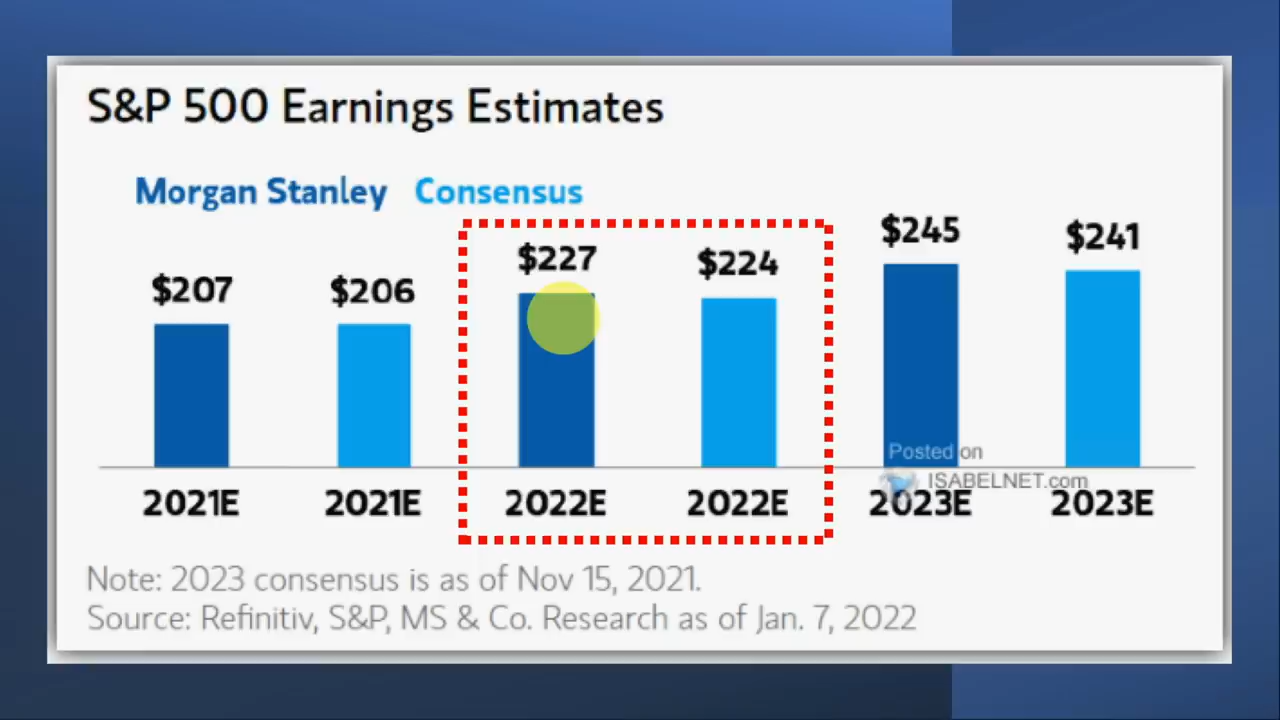 S&P 500 Earnings Estimates
Morgan Stanley Consensus
$207 $206 $227 $224 $245 $241
Posted on
ISABELNET.com
2021E 2021E 2022E 2022E 2023E 2023E
Note: 2023 consensus is as of Nov 15, 2021.
Source: Refinitiv, S&P, MS & Co. Research as of Jan. 7, 2022